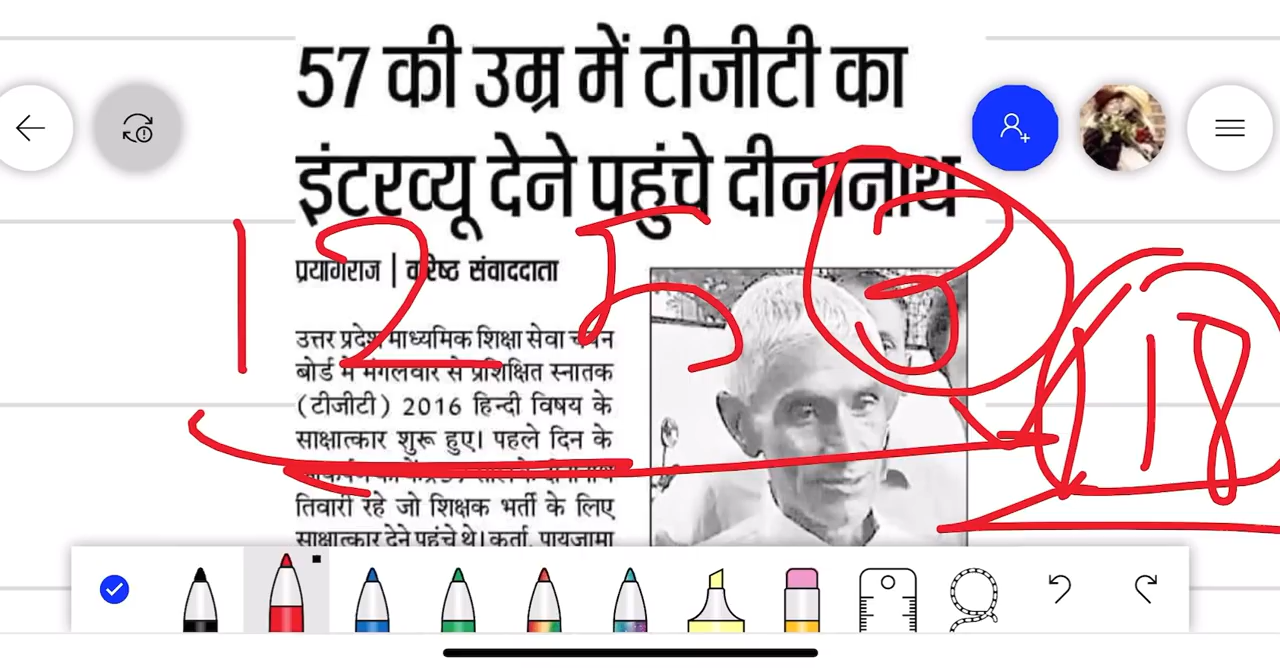 57 की उम्र में टीजीटी का
इंटरव्यू देने पहुंचे दीनानाथ
प्रयागराज | वरिष्ठ संवाददाता
उत्तर प्रदेश माध्यमिक शिक्षा सेवा चयन
बोर्ड में मंगलवार से प्रशिक्षित स्नातक
(टीजीटी) 2016 हिन्दी विषय के
साक्षात्कार शुरू हुए। पहले दिन के
तिवारी रहे जो शिक्षक भर्ती के लिए
साक्षात्कार देने पहुंचे थे। कुर्ता, पायजामा
1 2 5 3
18